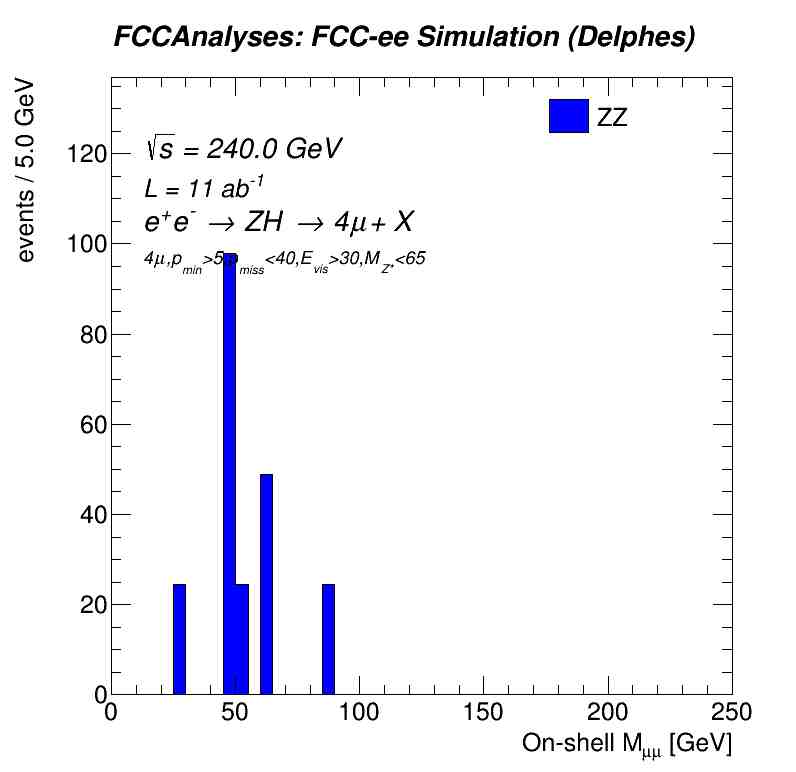 FCCAnalyses: FCC-ee Simulation (Delphes)
events / 5.0 GeV
ZZ
√s = 240.0 GeV
L = 11 ab⁻¹
e⁺e⁻ → ZH → 4μ + X
4μ,p_min>5,p_miss<40,E_vis>30,M_Z*<65
120
100
80
60
40
20
0
0 50 100 150 200 250
On-shell M_μμ [GeV]